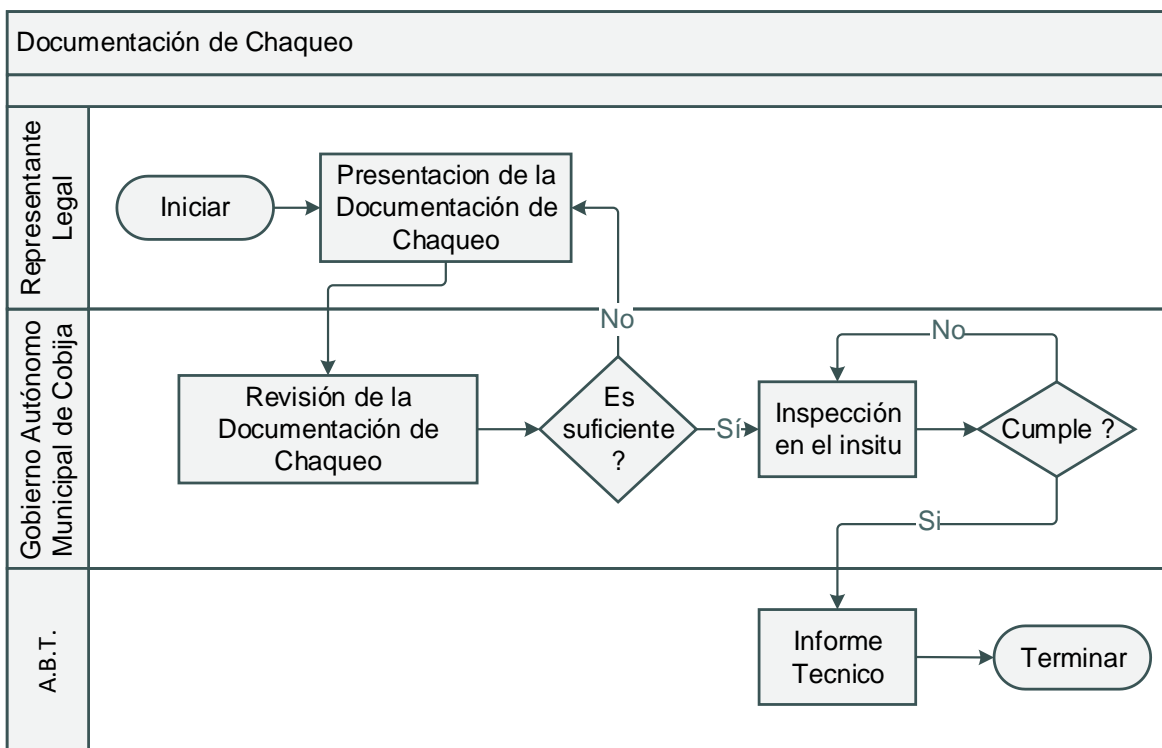 Documentación de Chaqueo
Representante
Legal
Iniciar
Presentacion de la
Documentación de
Chaqueo
Gobierno Autónomo
Municipal de Cobija
Revisión de la
Documentación de
Chaqueo
Es
suficiente
?
No
Sí
Inspección
en el insitu
Cumple ?
No
Si
A.B.T.
Informe
Tecnico
Terminar